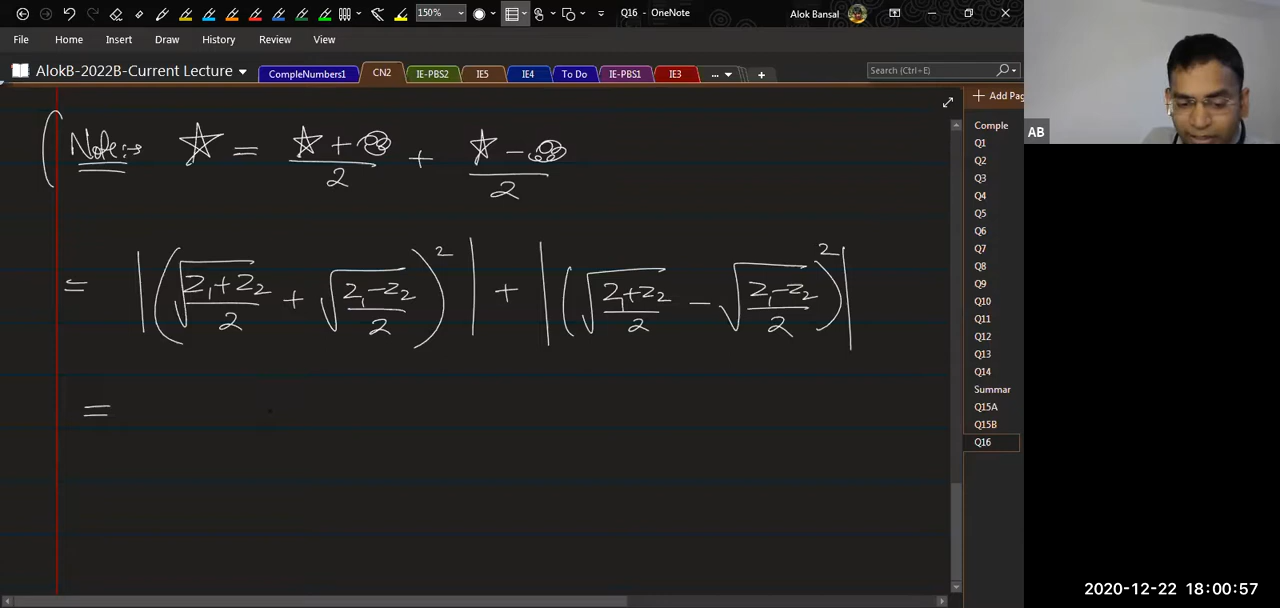 150%
Q16 - OneNote
Alok Bansal
File Home Insert Draw History Review View
AlokB-2022B-Current Lecture CompleNumbers1 CN2 IE-PBS2 IE5 IE4 To Do IE-PBS1 IE3 ... + Search (Ctrl+E)
+ Add Pag
Comple
Q1
Q2
Q3
Q4
Q5
Q6
Q7
Q8
Q9
Q10
Q11
Q12
Q13
Q14
Summar
Q15A
Q15B
Q16
AB
(Note:→ ☆ = (☆ + ꙮ)/2 + (☆ − ꙮ)/2
= |(√((z₁+z₂)/2) + √((z₁−z₂)/2))²| + |(√((z₁+z₂)/2) − √((z₁−z₂)/2))²|
=
2020-12-22 18:00:57